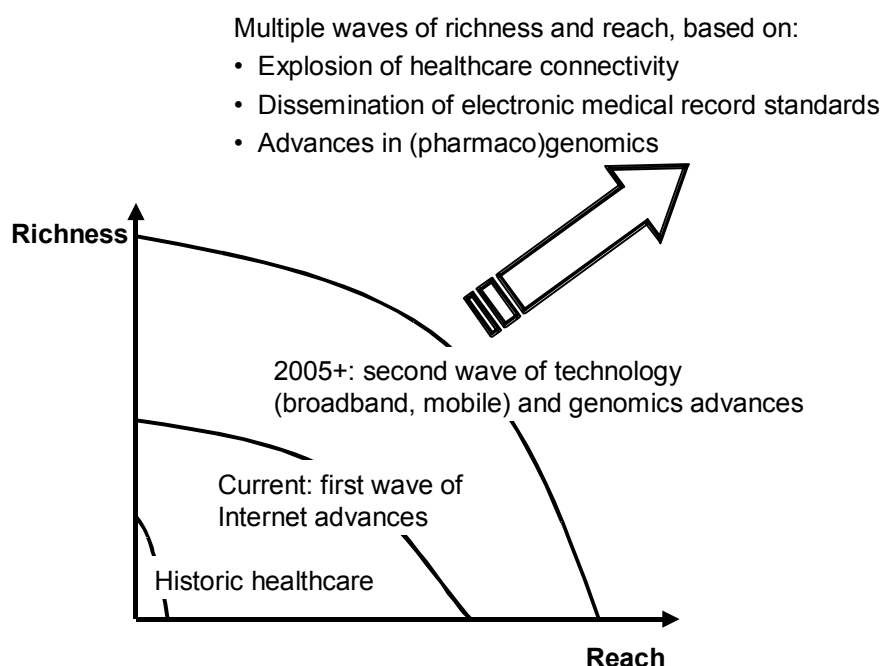 Multiple waves of richness and reach, based on:
• Explosion of healthcare connectivity
• Dissemination of electronic medical record standards
• Advances in (pharmaco)genomics
Richness
2005+: second wave of technology
(broadband, mobile) and genomics advances
Current: first wave of
Internet advances
Historic healthcare
Reach